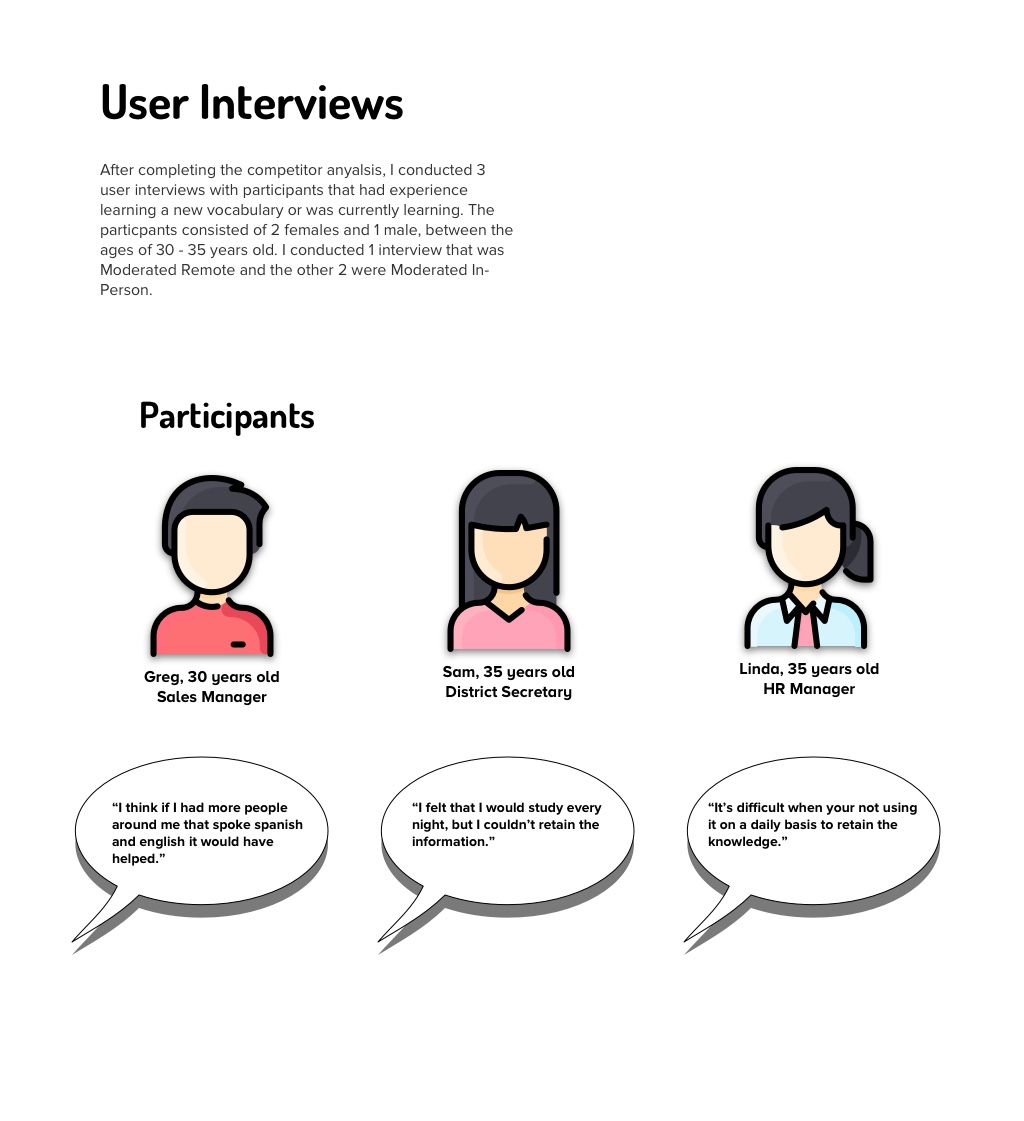 User Interviews
After completing the competitor anyalsis, I conducted 3
user interviews with participants that had experience
learning a new vocabulary or was currently learning. The
particpants consisted of 2 females and 1 male, between the
ages of 30 - 35 years old. I conducted 1 interview that was
Moderated Remote and the other 2 were Moderated In-
Person.
Participants
Greg, 30 years old
Sales Manager
Sam, 35 years old
District Secretary
Linda, 35 years old
HR Manager
“I think if I had more people
around me that spoke spanish
and english it would have
helped.”
“I felt that I would study every
night, but I couldn’t retain the
information.”
“It’s difficult when your not using
it on a daily basis to retain the
knowledge.”